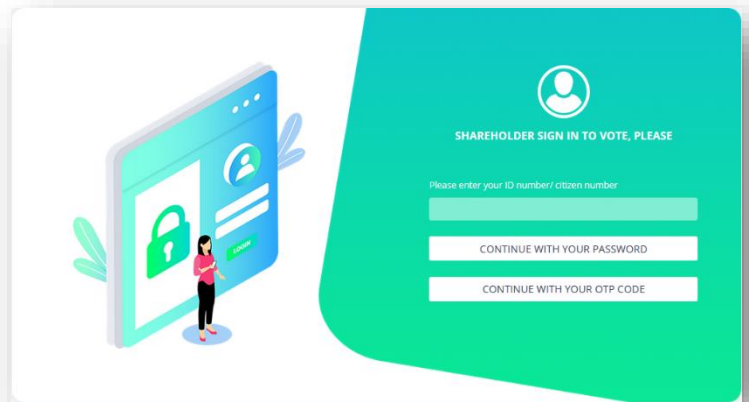 SHAREHOLDER SIGN IN TO VOTE, PLEASE
Please enter your ID number/ citizen number
CONTINUE WITH YOUR PASSWORD
CONTINUE WITH YOUR OTP CODE
LOGIN